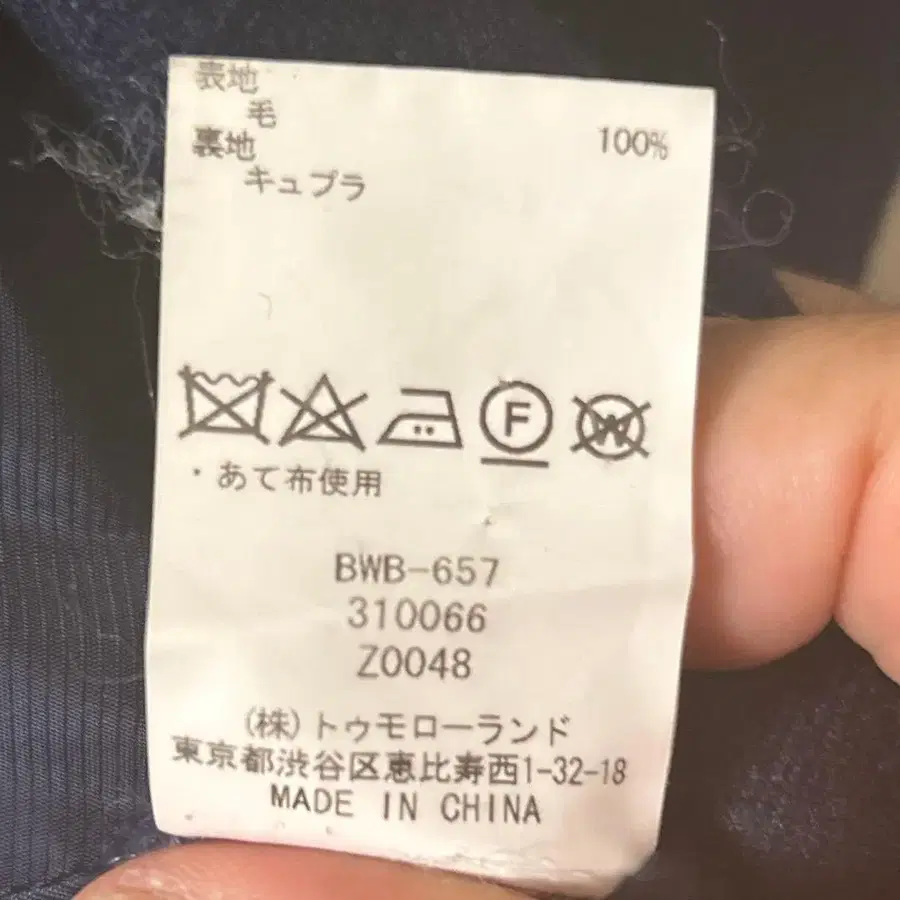 表地
毛 100%
裏地
キュプラ
F W
・あて布使用
BWB-657
310066
Z0048
(株)トゥモローランド
東京都渋谷区恵比寿西1-32-18
MADE IN CHINA